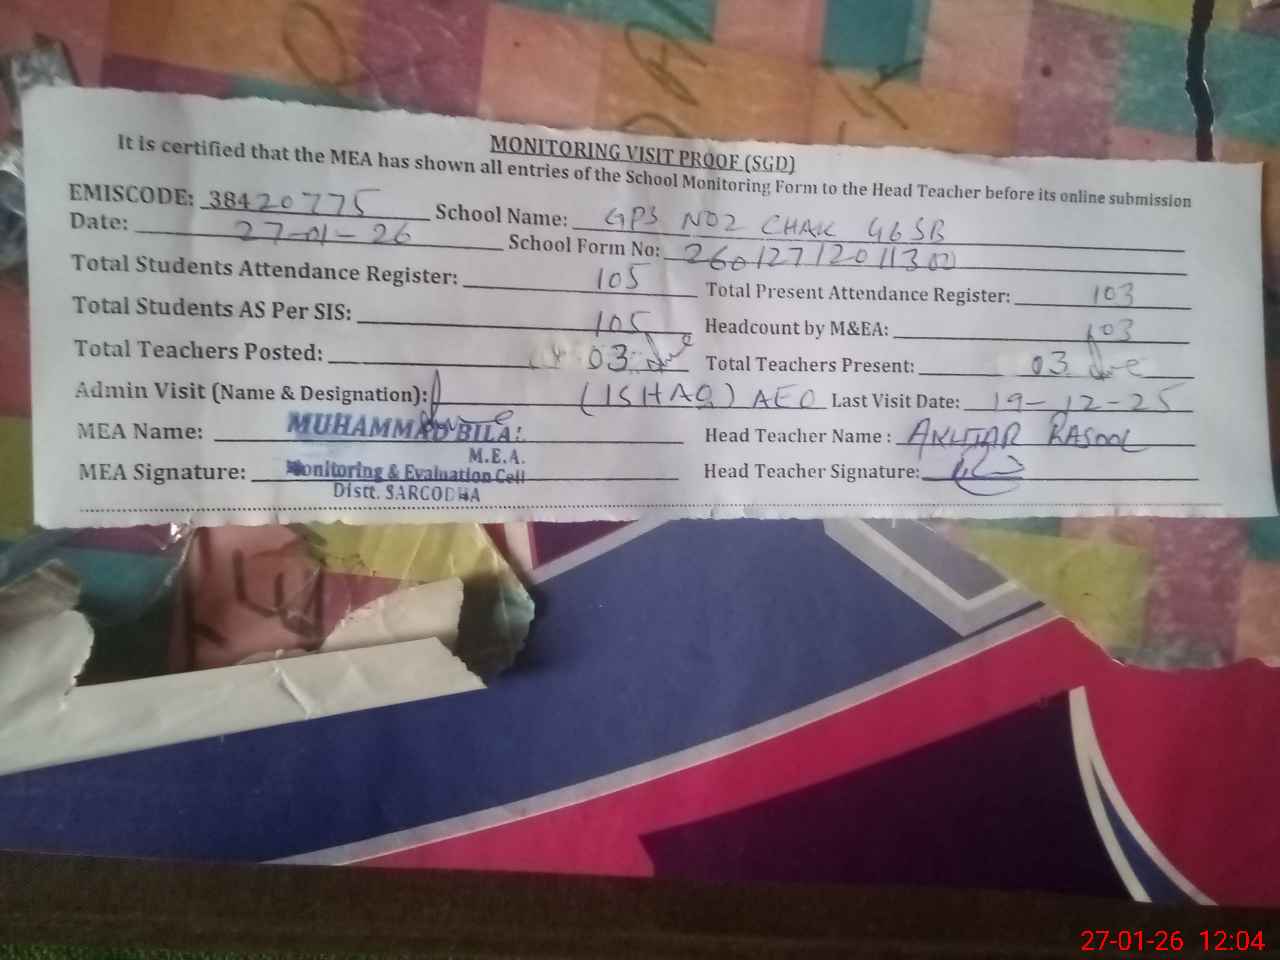 MONITORING VISIT PROOF (SGD)
It is certified that the MEA has shown all entries of the School Monitoring Form to the Head Teacher before its online submission
EMISCODE: 38420775 School Name: GPS NO2 CHAK 46 SB
Date: 27-01-26 School Form No:
Total Students Attendance Register: 105 Total Present Attendance Register: 103
Total Students AS Per SIS: 105 Headcount by M&EA: 103
Total Teachers Posted: 03 Total Teachers Present: 03
Admin Visit (Name & Designation): (ISHAQ) AEO Last Visit Date: 19-12-25
MEA Name: MUHAMMAD BILAL Head Teacher Name : AKHTAR RASOOL
M.E.A.
MEA Signature: Monitoring & Evaluation Cell Head Teacher Signature:
Distt. SARGODHA
27-01-26 12:04